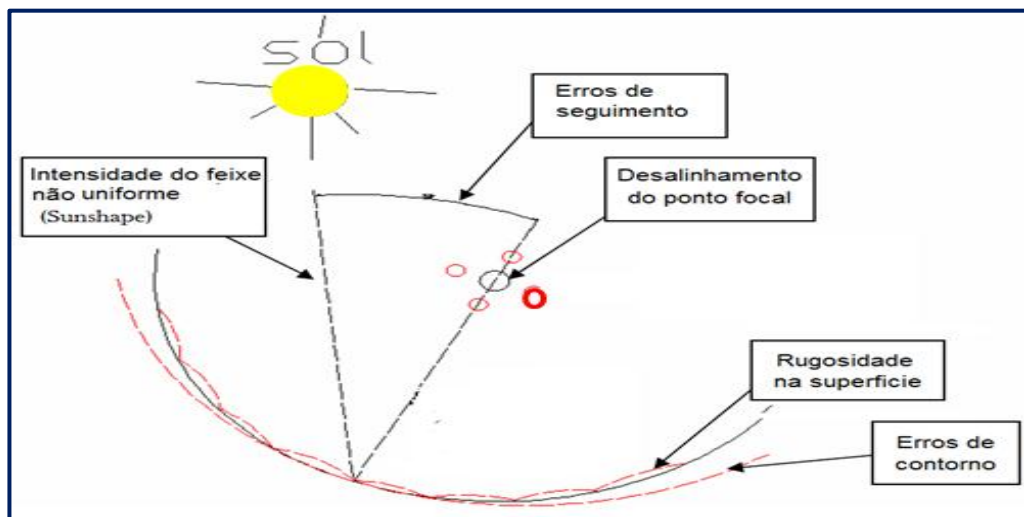 sol
Erros de
seguimento
Intensidade do feixe
não uniforme
(Sunshape)
Desalinhamento
do ponto focal
Rugosidade
na superficie
Erros de
contorno